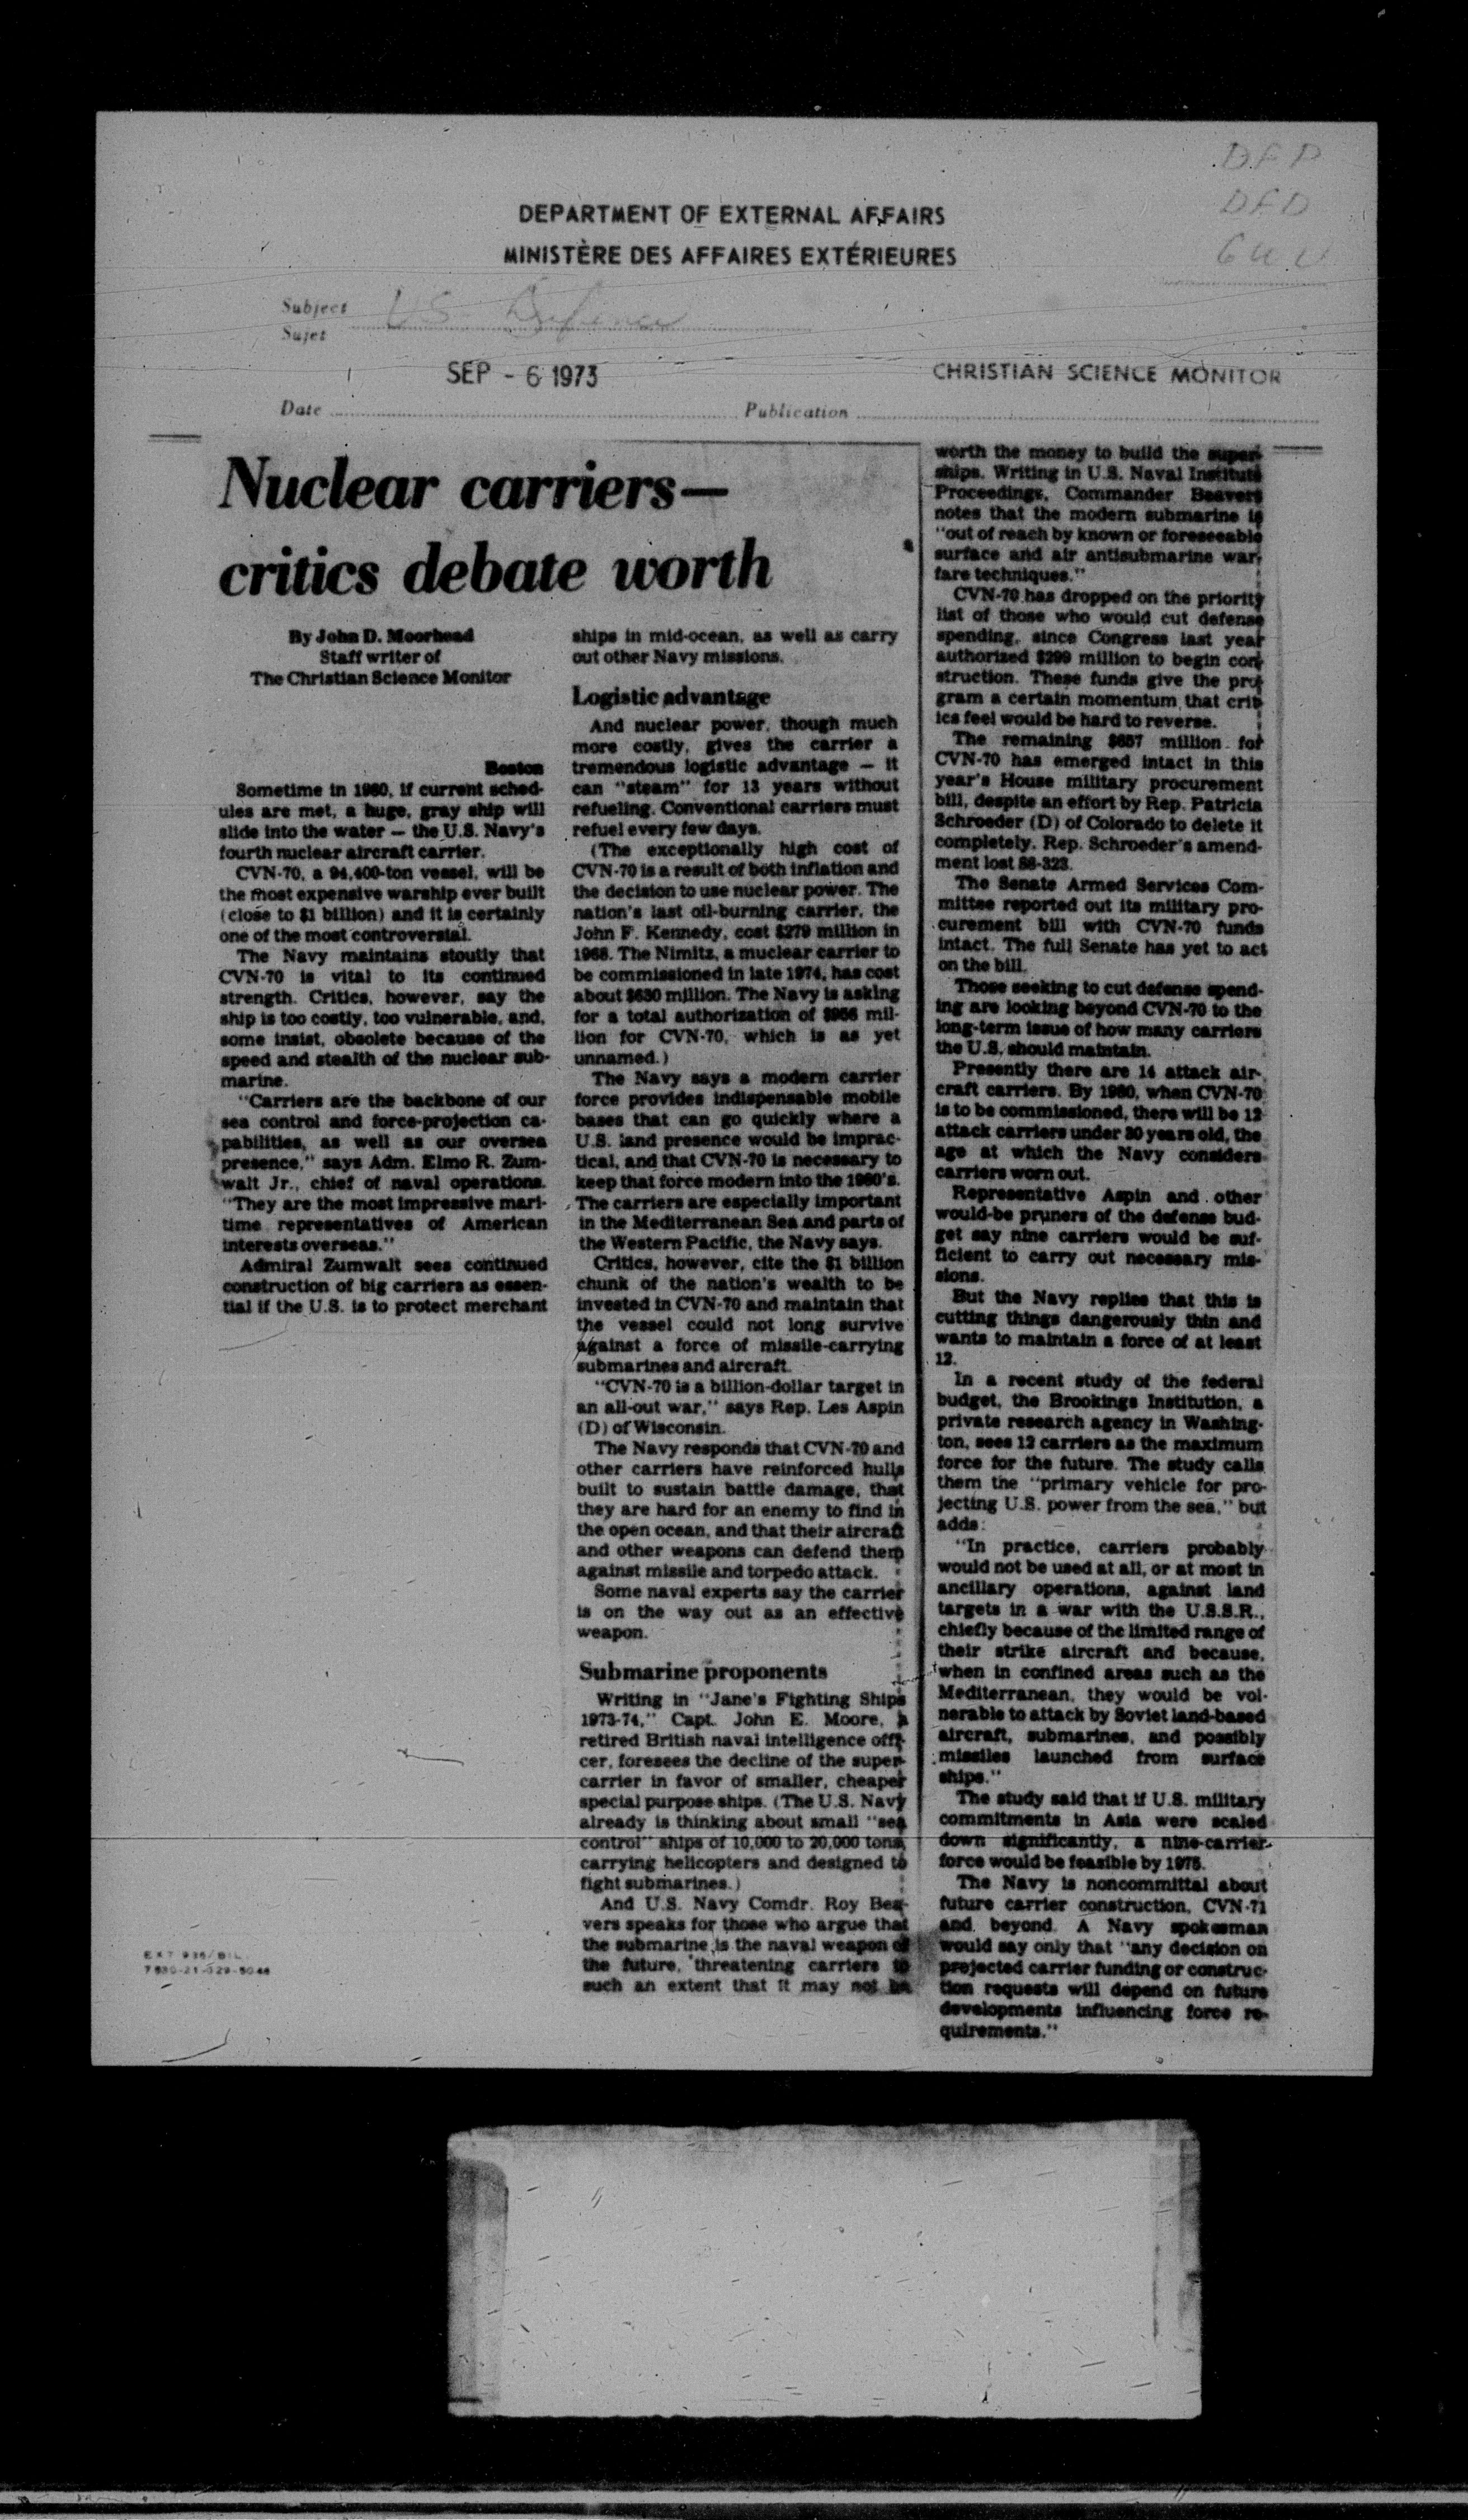 DFP
DFD
GWU
DEPARTMENT OF EXTERNAL AFFAIRS
MINISTÈRE DES AFFAIRES EXTÉRIEURES
Subject US Defence
Sujet
SEP - 6 1973
CHRISTIAN SCIENCE MONITOR
Date
Publication
Nuclear carriers—
critics debate worth
By John D. Moorhead
Staff writer of
The Christian Science Monitor
Boston
Sometime in 1980, if current sched-
ules are met, a huge, gray ship will
slide into the water — the U.S. Navy's
fourth nuclear aircraft carrier.
CVN-70, a 94,400-ton vessel, will be
the most expensive warship ever built
(close to $1 billion) and it is certainly
one of the most controversial.
The Navy maintains stoutly that
CVN-70 is vital to its continued
strength. Critics, however, say the
ship is too costly, too vulnerable, and,
some insist, obsolete because of the
speed and stealth of the nuclear sub-
marine.
"Carriers are the backbone of our
sea control and force-projection ca-
pabilities, as well as our oversea
presence," says Adm. Elmo R. Zum-
walt Jr., chief of naval operations.
"They are the most impressive mari-
time representatives of American
interests overseas."
Admiral Zumwalt sees continued
construction of big carriers as essen-
tial if the U.S. is to protect merchant
ships in mid-ocean, as well as carry
out other Navy missions.
Logistic advantage
And nuclear power, though much
more costly, gives the carrier a
tremendous logistic advantage — it
can "steam" for 13 years without
refueling. Conventional carriers must
refuel every few days.
(The exceptionally high cost of
CVN-70 is a result of both inflation and
the decision to use nuclear power. The
nation's last oil-burning carrier, the
John F. Kennedy, cost $279 million in
1968. The Nimitz, a muclear carrier to
be commissioned in late 1974, has cost
about $630 million. The Navy is asking
for a total authorization of $956 mil-
lion for CVN-70, which is as yet
unnamed.)
The Navy says a modern carrier
force provides indispensable mobile
bases that can go quickly where a
U.S. land presence would be imprac-
tical, and that CVN-70 is necessary to
keep that force modern into the 1980's.
The carriers are especially important
in the Mediterranean Sea and parts of
the Western Pacific, the Navy says.
Critics, however, cite the $1 billion
chunk of the nation's wealth to be
invested in CVN-70 and maintain that
the vessel could not long survive
against a force of missile-carrying
submarines and aircraft.
"CVN-70 is a billion-dollar target in
an all-out war," says Rep. Les Aspin
(D) of Wisconsin.
The Navy responds that CVN-70 and
other carriers have reinforced hulls
built to sustain battle damage, that
they are hard for an enemy to find in
the open ocean, and that their aircraft
and other weapons can defend them
against missile and torpedo attack.
Some naval experts say the carrier
is on the way out as an effective
weapon.
Submarine proponents
Writing in "Jane's Fighting Ships
1973-74," Capt. John E. Moore, a
retired British naval intelligence offi-
cer, foresees the decline of the super-
carrier in favor of smaller, cheaper
special purpose ships. (The U.S. Navy
already is thinking about small "sea
control" ships of 10,000 to 20,000 tons,
carrying helicopters and designed to
fight submarines.)
And U.S. Navy Comdr. Roy Bea-
vers speaks for those who argue that
the submarine is the naval weapon of
the future, threatening carriers to
such an extent that it may not be
worth the money to build the super-
ships. Writing in U.S. Naval Institute
Proceedings, Commander Beavers
notes that the modern submarine is
"out of reach by known or foreseeable
surface and air antisubmarine war-
fare techniques."
CVN-70 has dropped on the priority
list of those who would cut defense
spending, since Congress last year
authorized $299 million to begin con-
struction. These funds give the pro-
gram a certain momentum that crit-
ics feel would be hard to reverse.
The remaining $657 million for
CVN-70 has emerged intact in this
year's House military procurement
bill, despite an effort by Rep. Patricia
Schroeder (D) of Colorado to delete it
completely. Rep. Schroeder's amend-
ment lost 88-323.
The Senate Armed Services Com-
mittee reported out its military pro-
curement bill with CVN-70 funds
intact. The full Senate has yet to act
on the bill.
Those seeking to cut defense spend-
ing are looking beyond CVN-70 to the
long-term issue of how many carriers
the U.S. should maintain.
Presently there are 14 attack air-
craft carriers. By 1980, when CVN-70
is to be commissioned, there will be 12
attack carriers under 30 years old, the
age at which the Navy considers
carriers worn out.
Representative Aspin and other
would-be pruners of the defense bud-
get say nine carriers would be suf-
ficient to carry out necessary mis-
sions.
But the Navy replies that this is
cutting things dangerously thin and
wants to maintain a force of at least
12.
In a recent study of the federal
budget, the Brookings Institution, a
private research agency in Washing-
ton, sees 12 carriers as the maximum
force for the future. The study calls
them the "primary vehicle for pro-
jecting U.S. power from the sea," but
adds:
"In practice, carriers probably
would not be used at all, or at most in
ancillary operations, against land
targets in a war with the U.S.S.R.,
chiefly because of the limited range of
their strike aircraft and because,
when in confined areas such as the
Mediterranean, they would be vul-
nerable to attack by Soviet land-based
aircraft, submarines, and possibly
missiles launched from surface
ships."
The study said that if U.S. military
commitments in Asia were scaled
down significantly, a nine-carrier
force would be feasible by 1975.
The Navy is noncommittal about
future carrier construction, CVN-71
and beyond. A Navy spokesman
would say only that "any decision on
projected carrier funding or construc-
tion requests will depend on future
developments influencing force re-
quirements."
EXT 936/BIL.
7530-21-029-5046